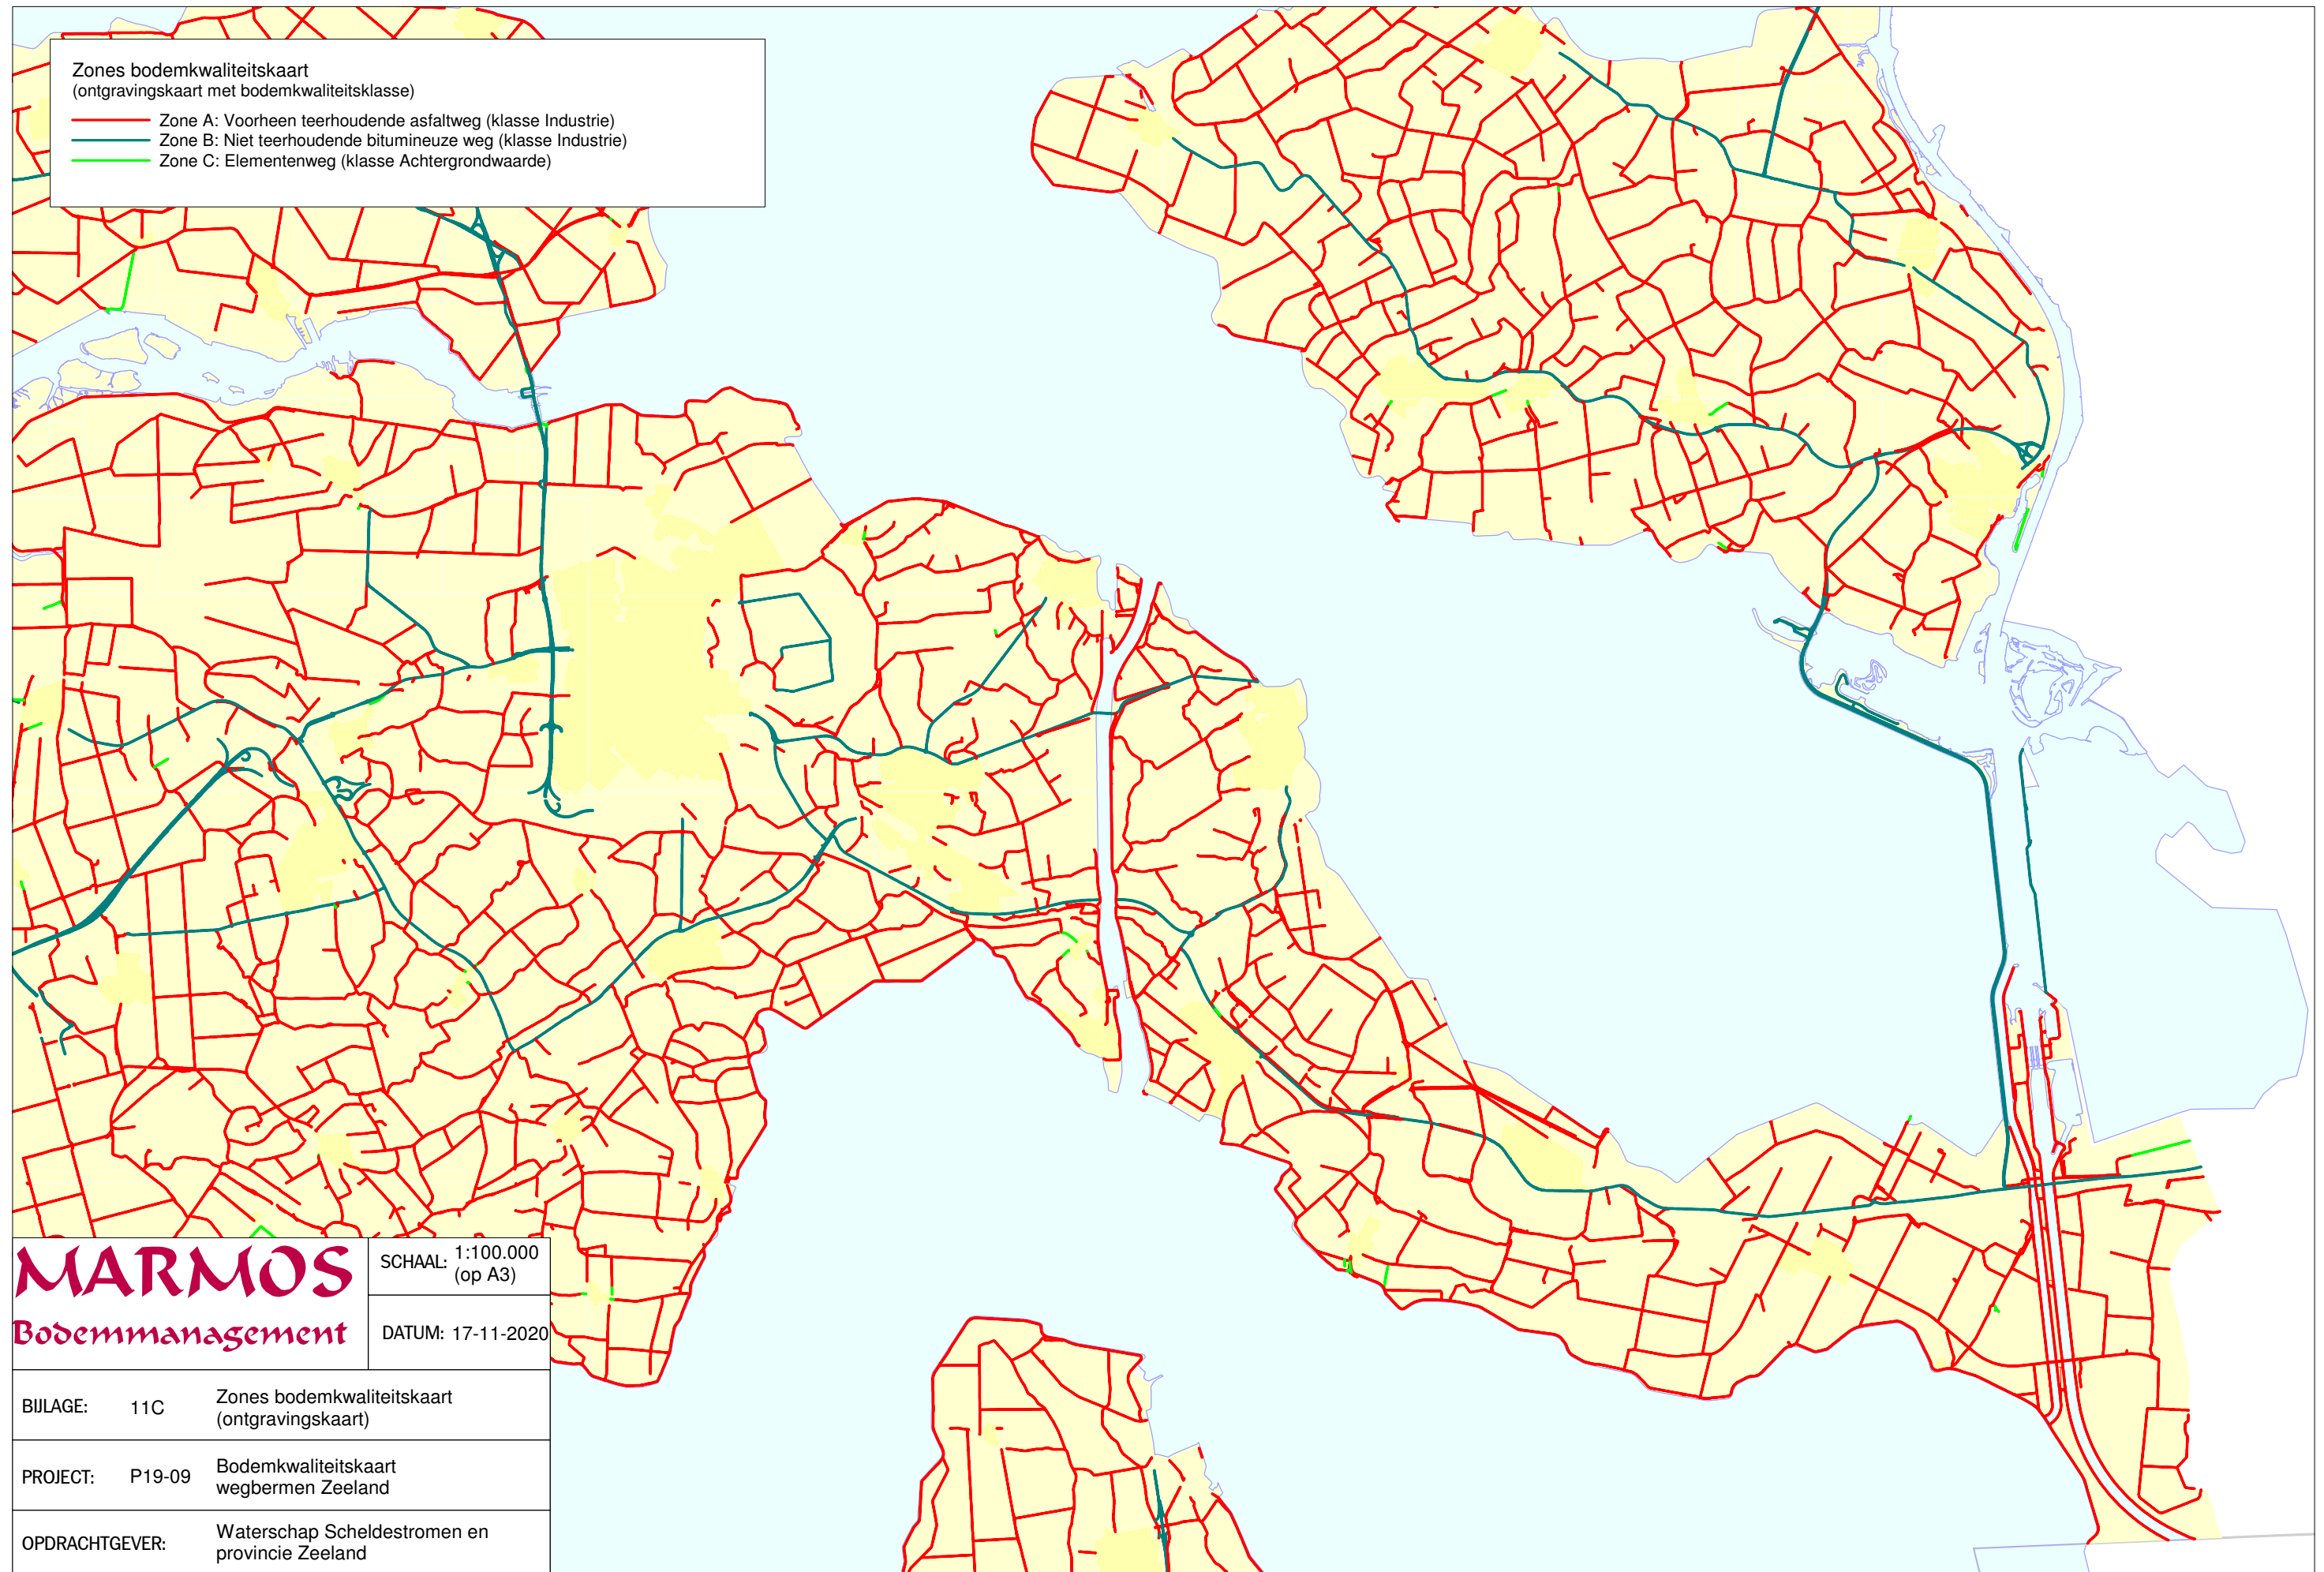 Zones bodemkwaliteitskaart
(ontgravingskaart met bodemkwaliteitsklasse)
Zone A: Voorheen teerhoudende asfaltweg (klasse Industrie)
Zone B: Niet teerhoudende bitumineuze weg (klasse Industrie)
Zone C: Elementenweg (klasse Achtergrondwaarde)
MARMOS
Bodemmanagement
SCHAAL: 1:100.000
(op A3)
DATUM: 17-11-2020
BIJLAGE: 11C Zones bodemkwaliteitskaart
(ontgravingskaart)
PROJECT: P19-09 Bodemkwaliteitskaart
wegbermen Zeeland
OPDRACHTGEVER: Waterschap Scheldestromen en
provincie Zeeland